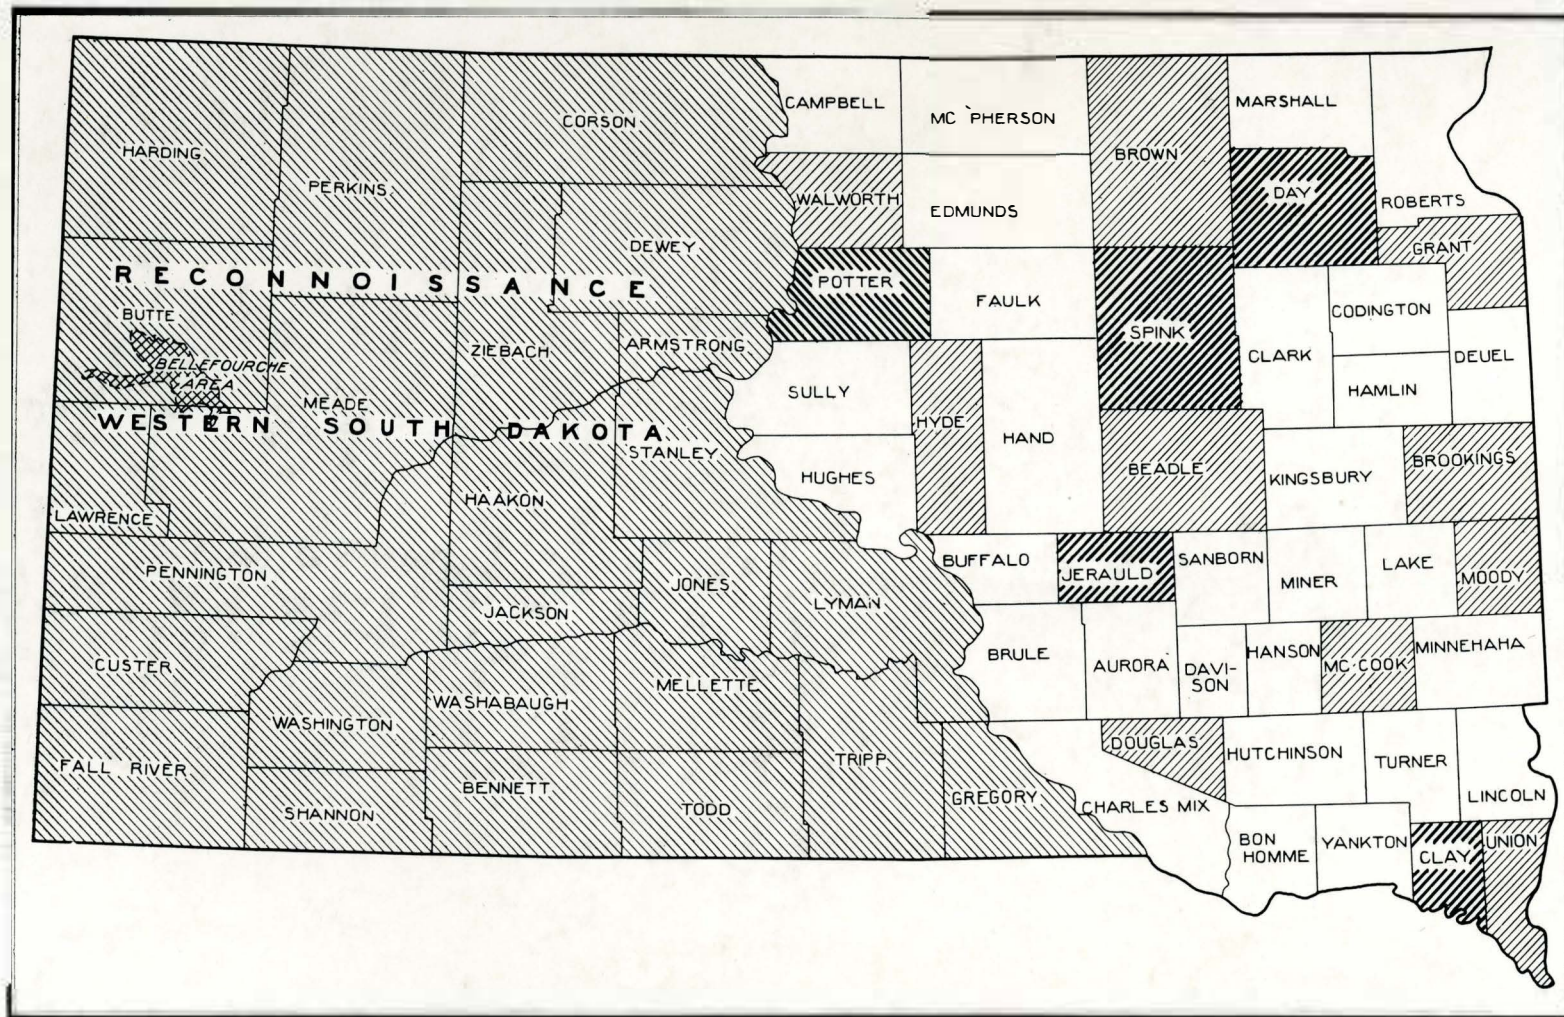 CAMPBELL
MC PHERSON
MARSHALL
CORSON
HARDING
BROWN
PERKINS
WALWORTH
DAY
ROBERTS
EDMUNDS
DEWEY
GRANT
RECONNOISSANCE
POTTER
FAULK
BUTTE
CODINGTON
SPINK
ZIEBACH
ARMSTRONG
CLARK
DEUEL
BELLEFOURCHE
AREA
SULLY
HAMLIN
MEADE
HYDE
WESTERN SOUTH DAKOTA
HAND
STANLEY
BROOKINGS
BEADLE
HUGHES
KINGSBURY
HAAKON
LAWRENCE
BUFFALO
SANBORN
LAKE
PENNINGTON
JERAULD
MINER
MOODY
JONES
JACKSON
LYMAN
BRULE
HANSON
MINNEHAHA
CUSTER
AURORA
DAVI-
SON
MC COOK
MELLETTE
WASHABAUGH
WASHINGTON
DOUGLAS
HUTCHINSON
TURNER
TRIPP
FALL RIVER
BENNETT
GREGORY
LINCOLN
CHARLES MIX
TODD
SHANNON
BON
HOMME
YANKTON
UNION
CLAY